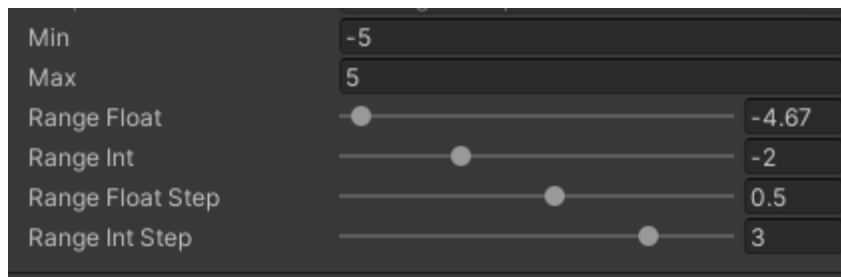 Min -5
Max 5
Range Float -4.67
Range Int -2
Range Float Step 0.5
Range Int Step 3